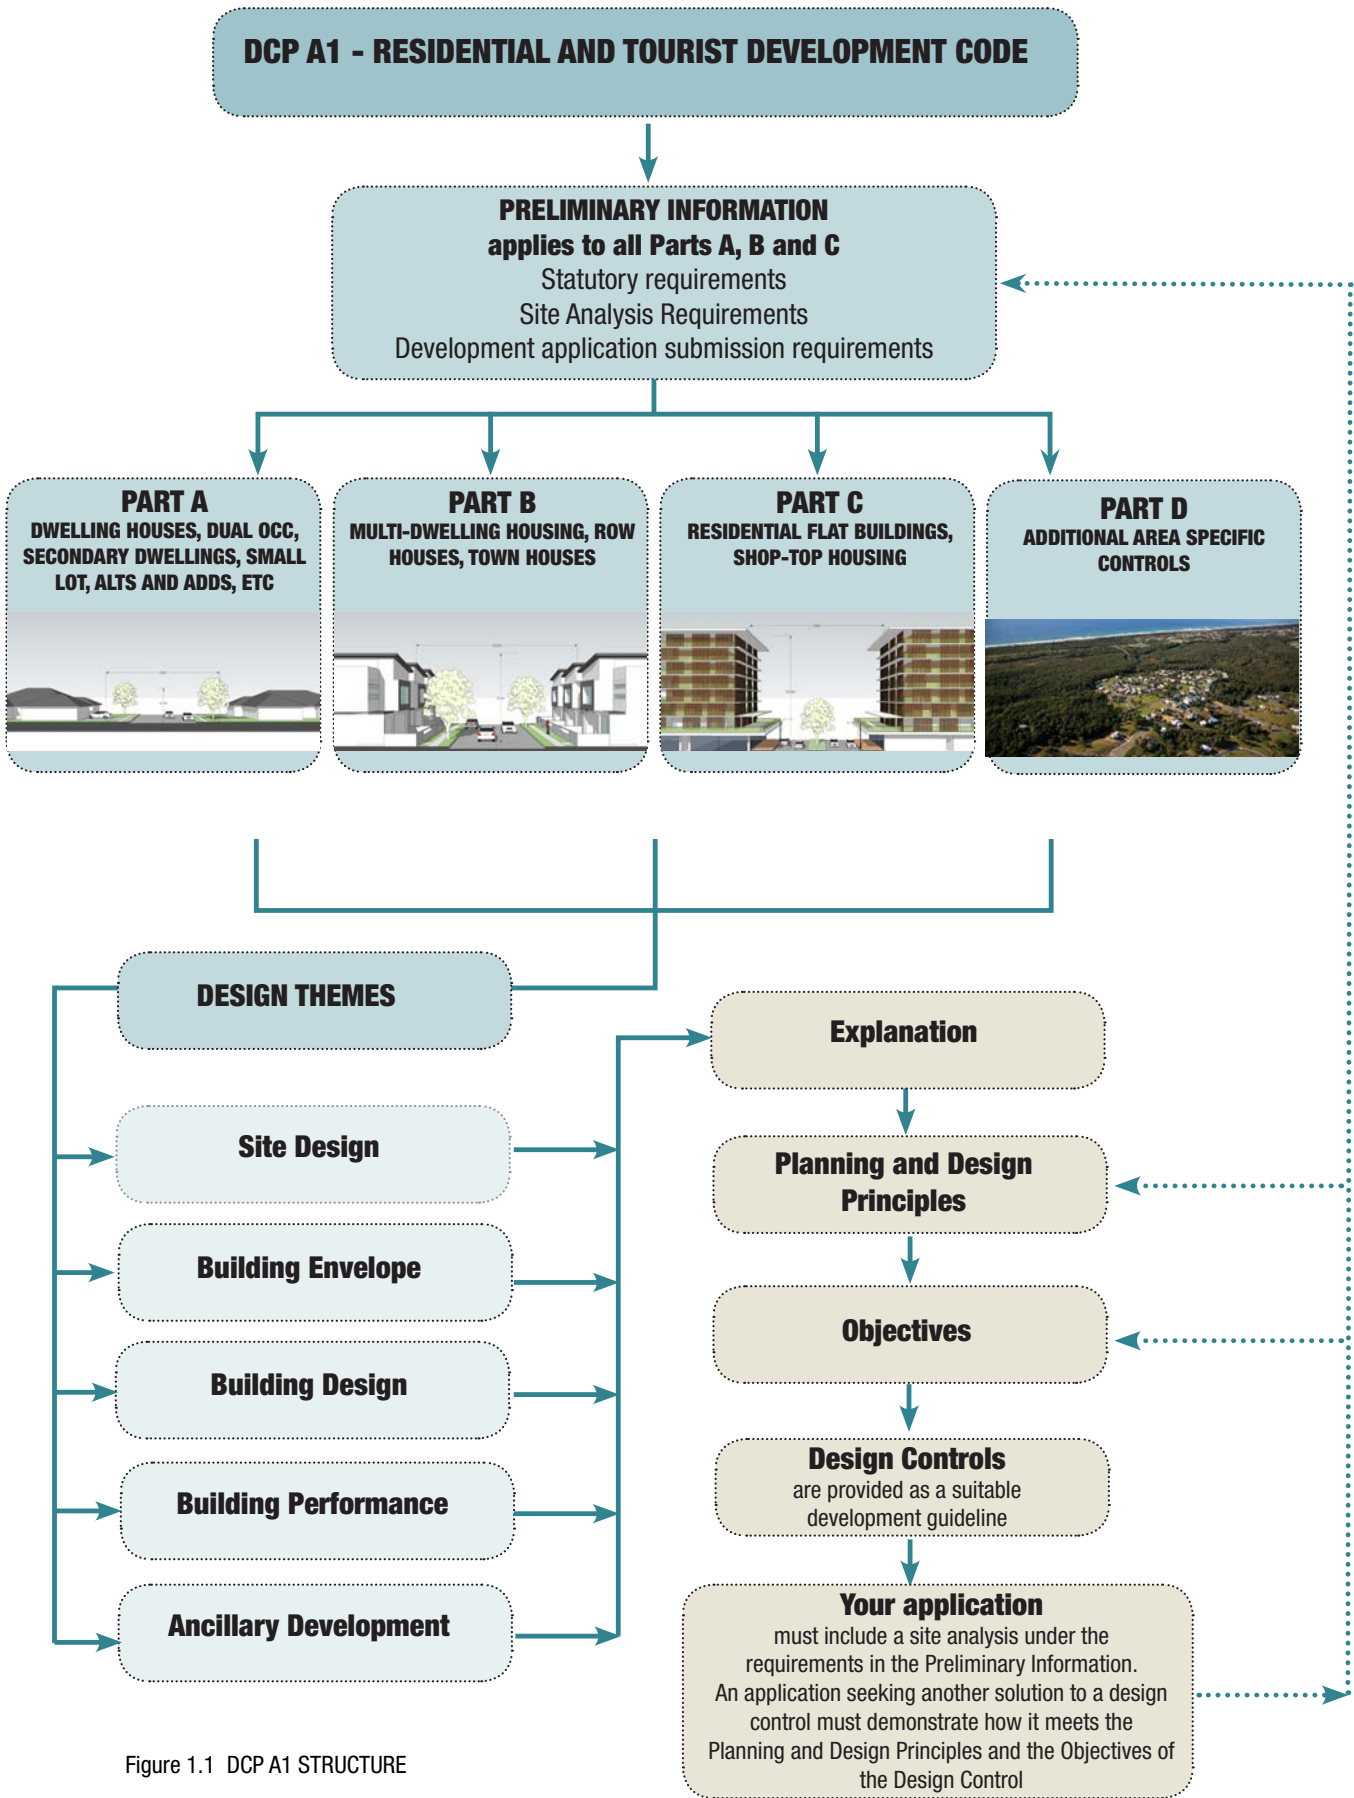 DCP A1 - RESIDENTIAL AND TOURIST DEVELOPMENT CODE
PRELIMINARY INFORMATION
applies to all Parts A, B and C
Statutory requirements
Site Analysis Requirements
Development application submission requirements
PART A
DWELLING HOUSES, DUAL OCC,
SECONDARY DWELLINGS, SMALL
LOT, ALTS AND ADDS, ETC
PART B
MULTI-DWELLING HOUSING, ROW
HOUSES, TOWN HOUSES
PART C
RESIDENTIAL FLAT BUILDINGS,
SHOP-TOP HOUSING
PART D
ADDITIONAL AREA SPECIFIC
CONTROLS
DESIGN THEMES
Site Design
Building Envelope
Building Design
Building Performance
Ancillary Development
Explanation
Planning and Design
Principles
Objectives
Design Controls
are provided as a suitable
development guideline
Your application
must include a site analysis under the
requirements in the Preliminary Information.
An application seeking another solution to a design
control must demonstrate how it meets the
Planning and Design Principles and the Objectives of
the Design Control
Figure 1.1 DCP A1 STRUCTURE